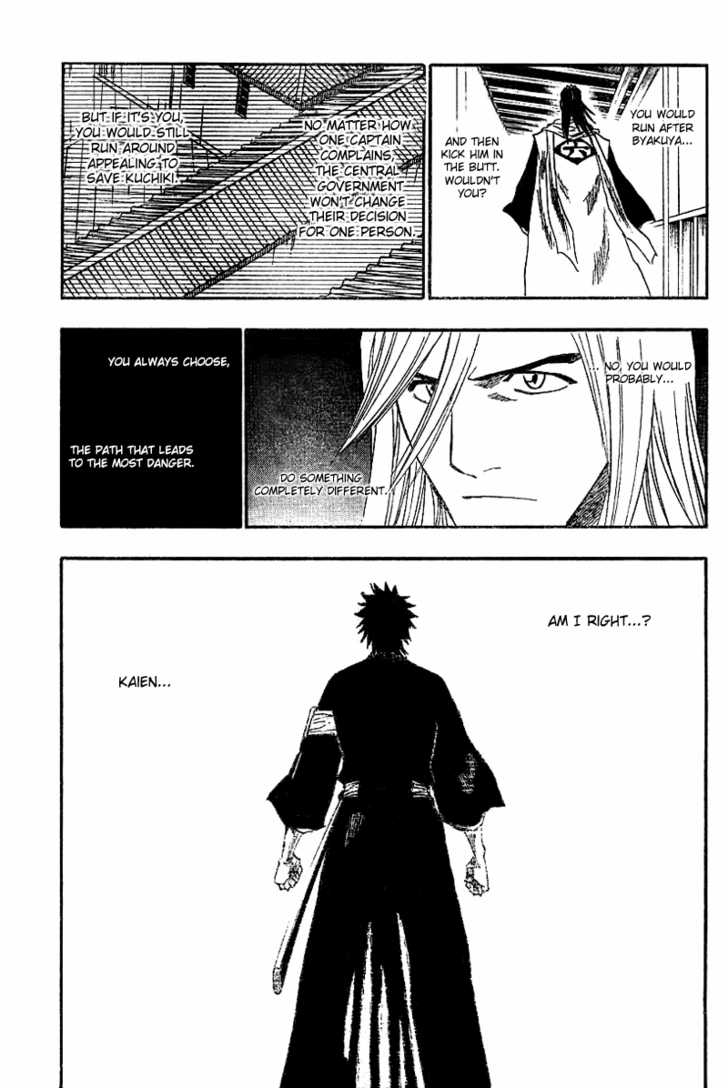 YOU WOULD
RUN AFTER
BYAKUYA...
AND THEN
KICK HIM IN
THE BUTT.
WOULDN'T
YOU?
六
NO MATTER HOW
ONE CAPTAIN
COMPLAINS,
THE CENTRAL
GOVERNMENT
WON'T CHANGE
THEIR DECISION
FOR ONE PERSON.
BUT IF IT'S YOU,
YOU WOULD STILL
RUN AROUND
APPEALING TO
SAVE KUCHIKI.
... NO, YOU WOULD
PROBABLY...
DO SOMETHING
COMPLETELY DIFFERENT...
YOU ALWAYS CHOOSE,
THE PATH THAT LEADS
TO THE MOST DANGER.
AM I RIGHT...?
KAIEN...